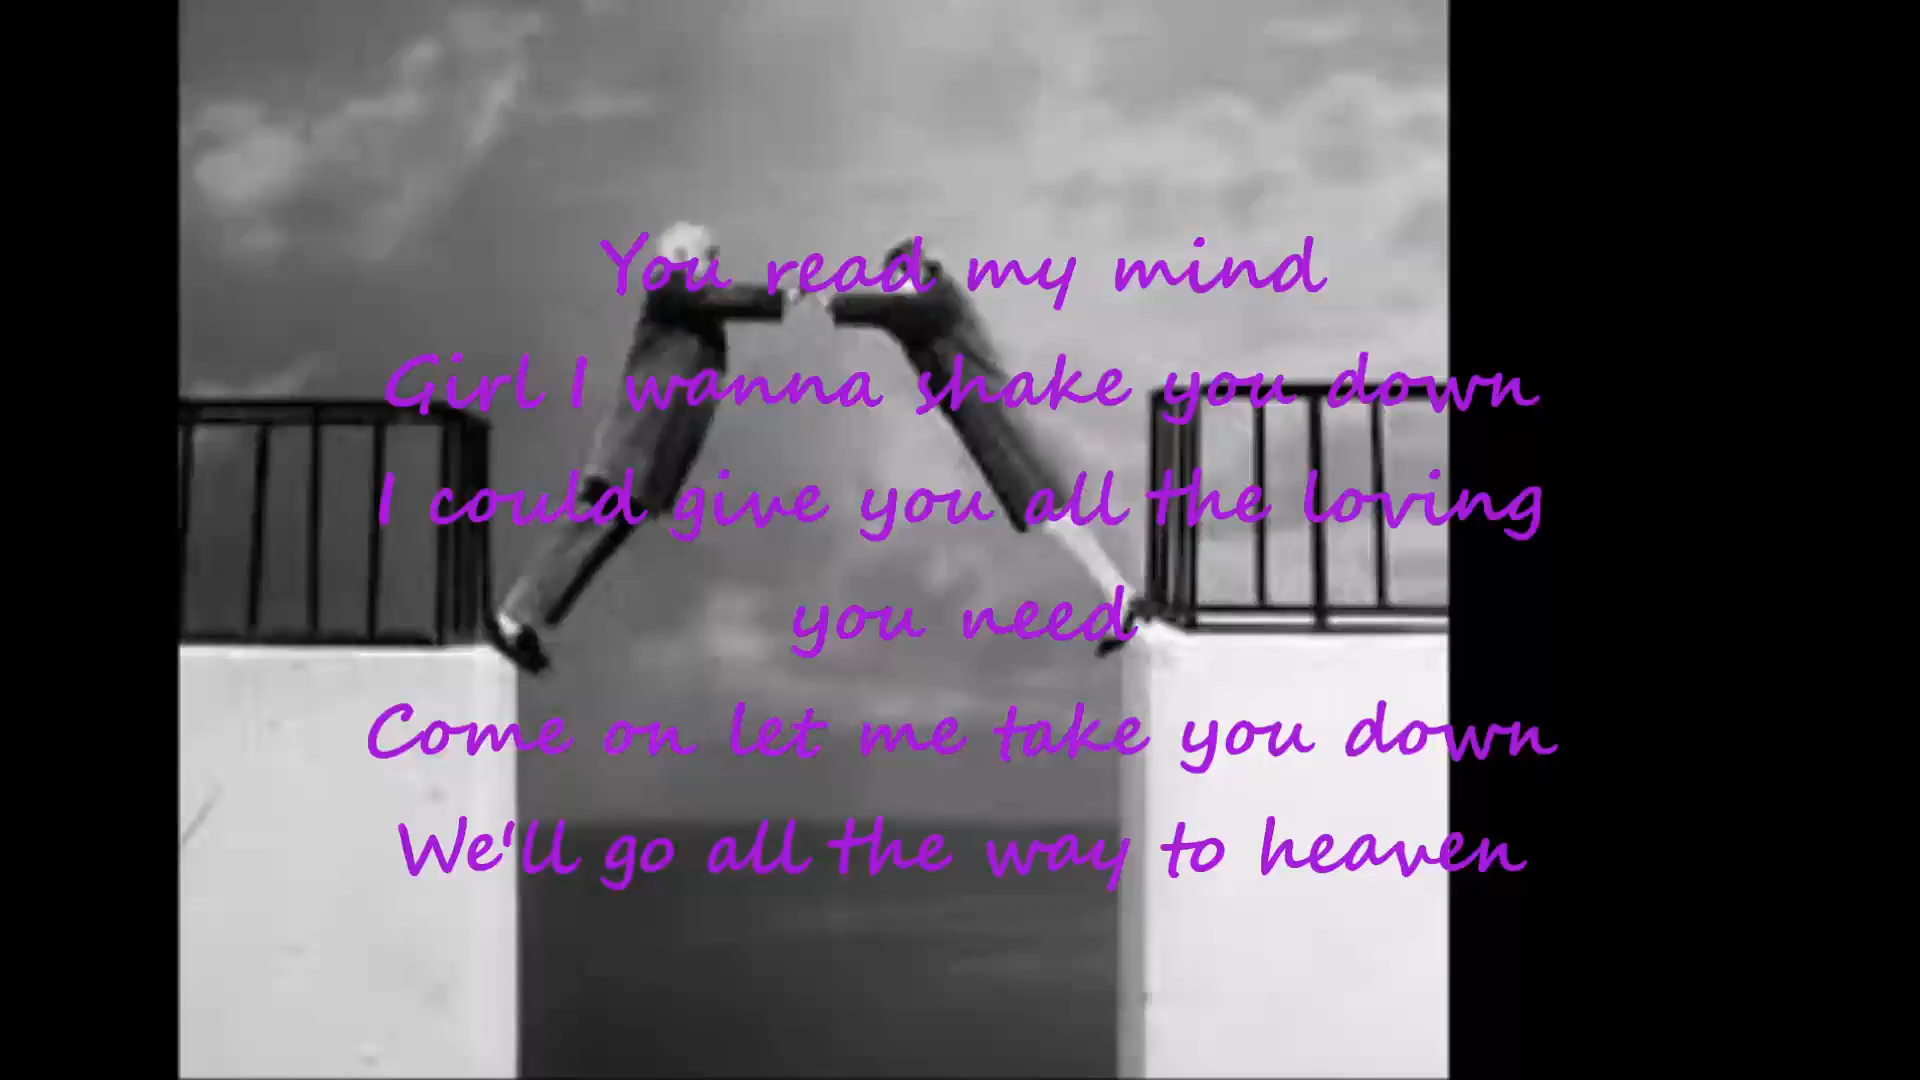 You read my mind
Girl I wanna shake you down
I could give you all the loving
you need
Come on let me take you down
We'll go all the way to heaven